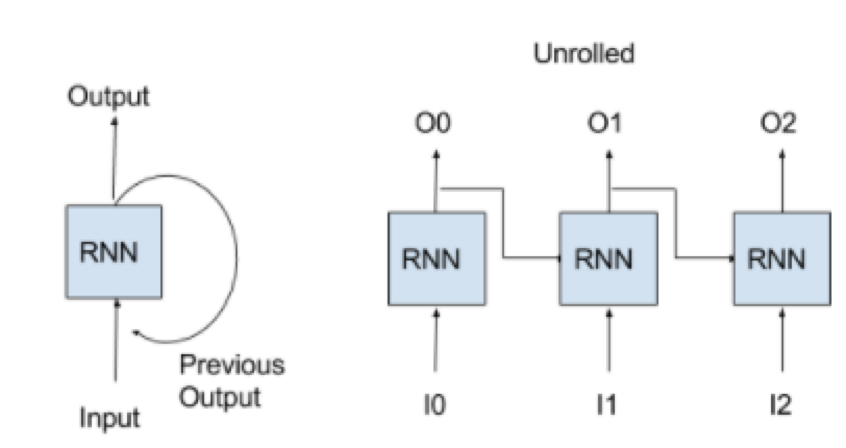 Output
RNN
Previous
Output
Input
Unrolled
O0
O1
O2
RNN
RNN
RNN
I0
I1
I2